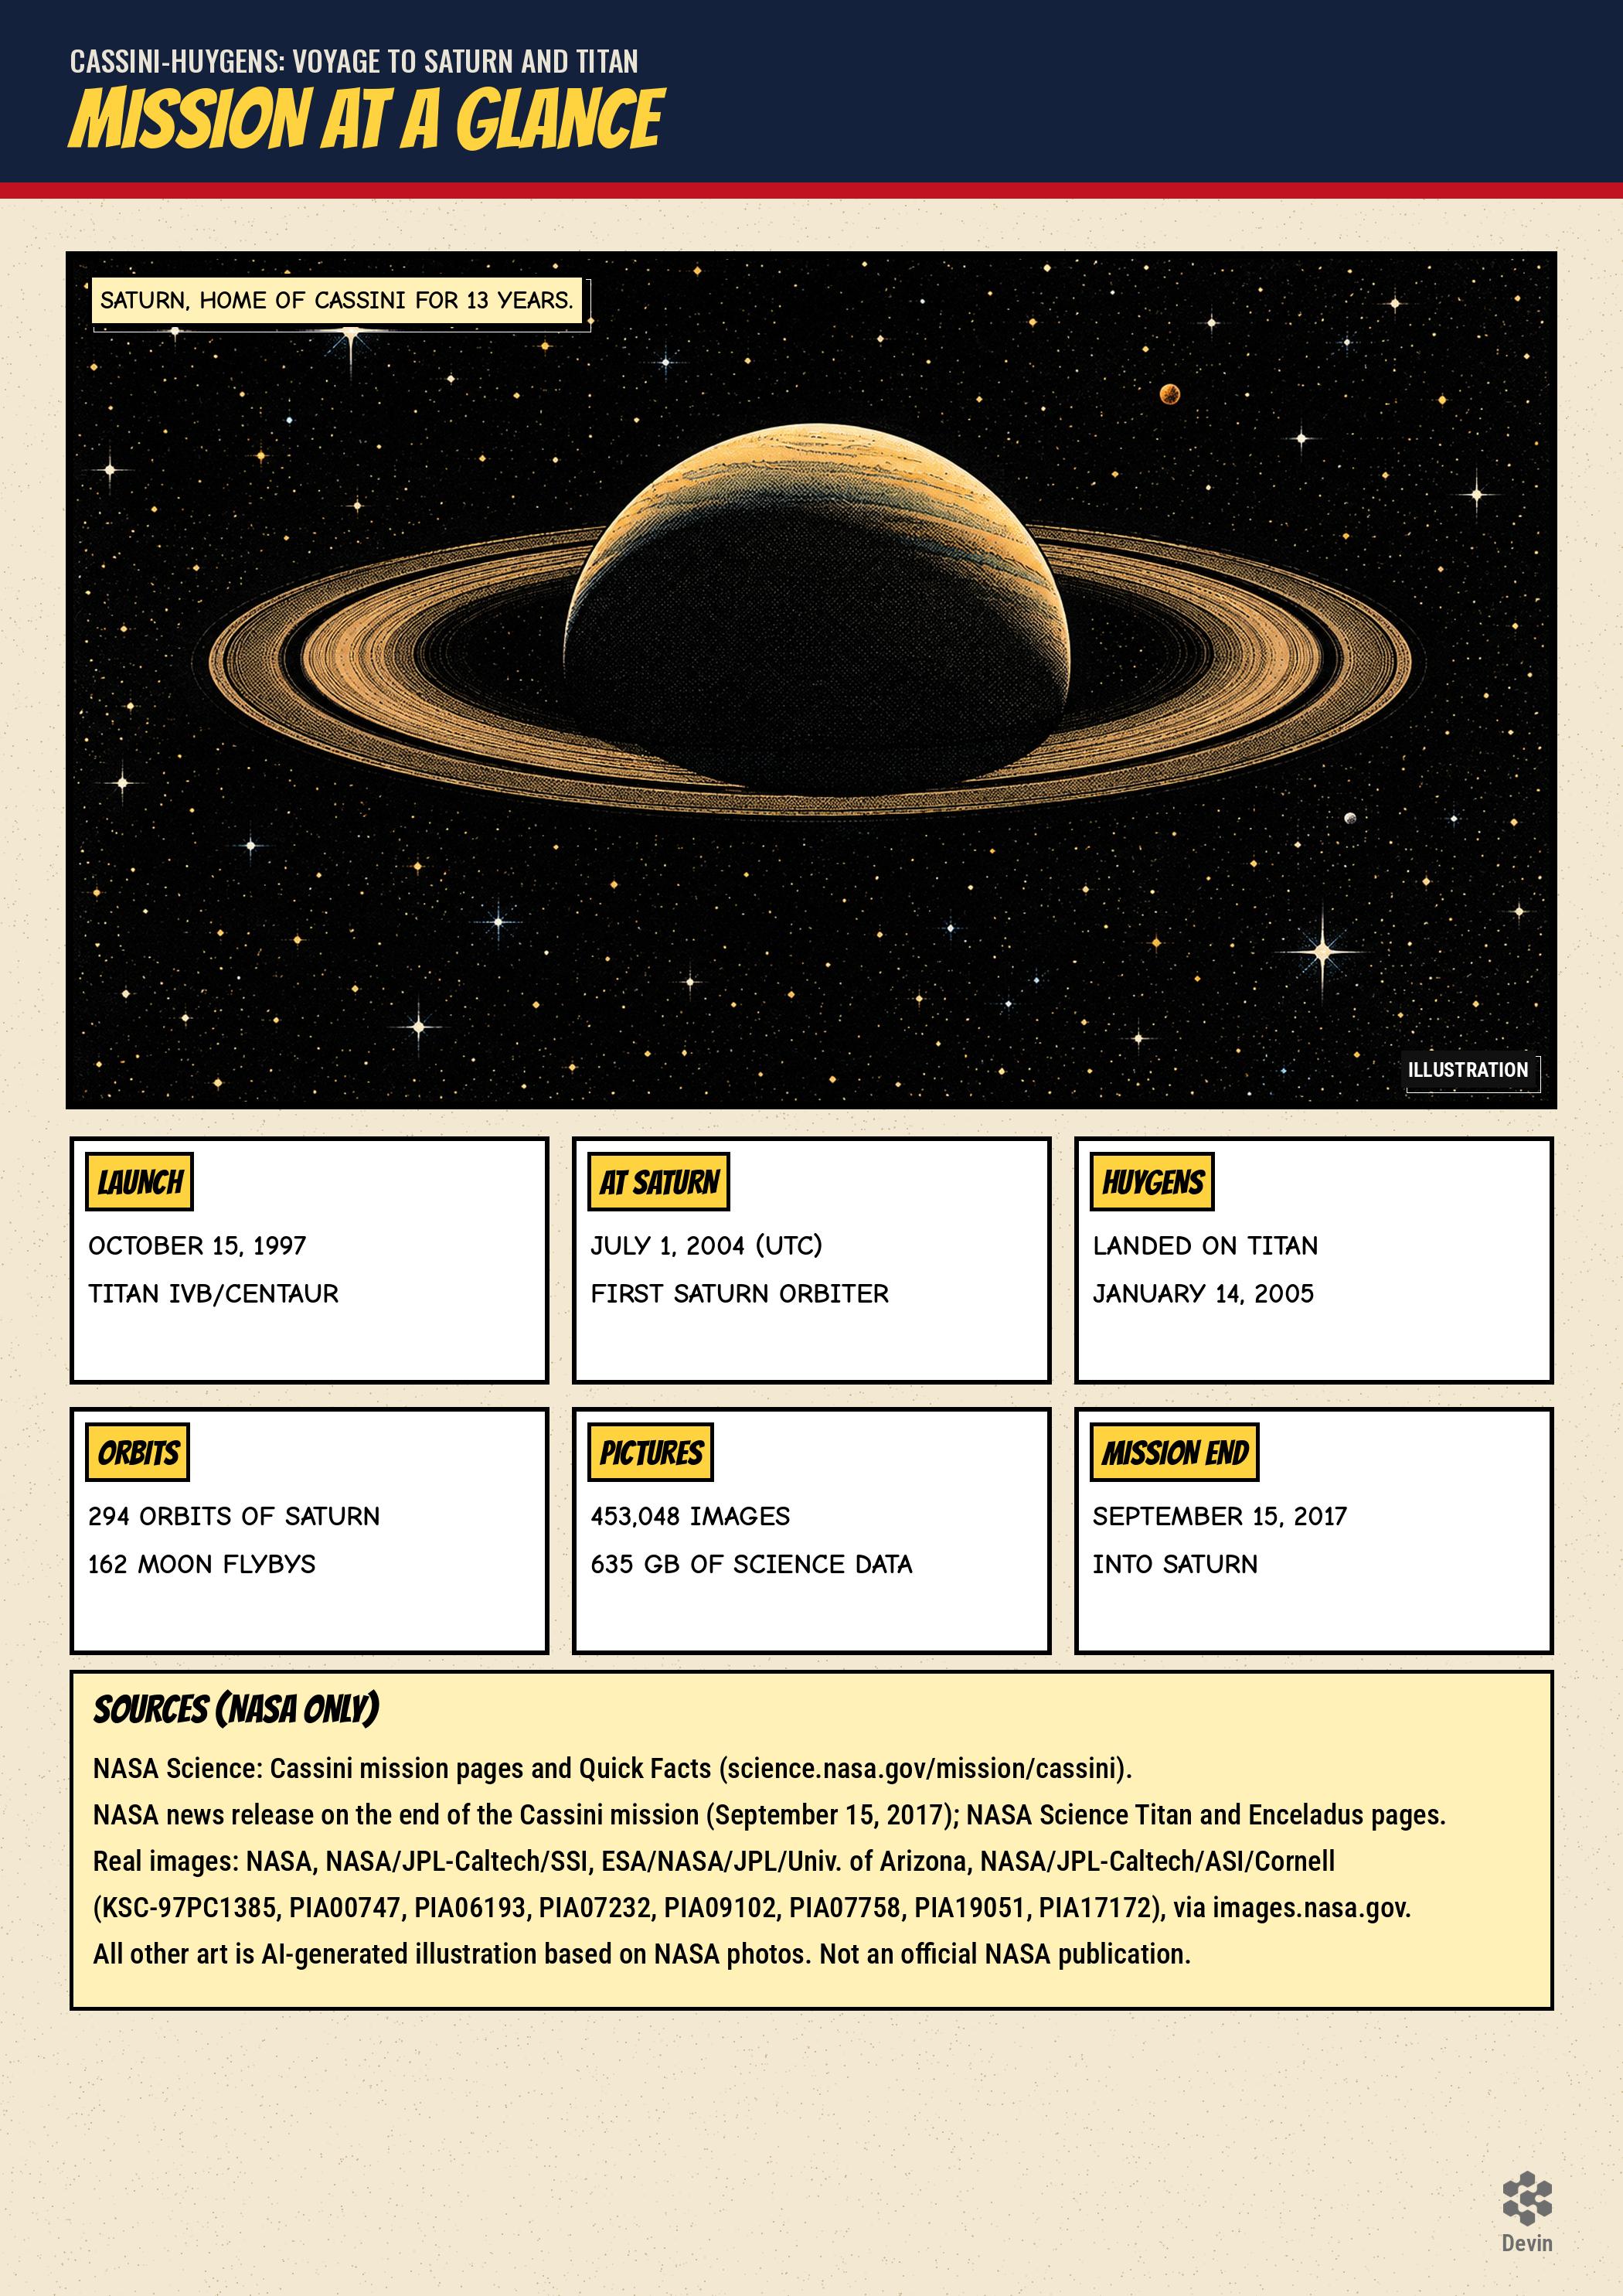 CASSINI-HUYGENS: VOYAGE TO SATURN AND TITAN
MISSION AT A GLANCE
SATURN, HOME OF CASSINI FOR 13 YEARS.
ILLUSTRATION
LAUNCH
OCTOBER 15, 1997
TITAN IVB/CENTAUR
AT SATURN
JULY 1, 2004 (UTC)
FIRST SATURN ORBITER
HUYGENS
LANDED ON TITAN
JANUARY 14, 2005
ORBITS
294 ORBITS OF SATURN
162 MOON FLYBYS
PICTURES
453,048 IMAGES
635 GB OF SCIENCE DATA
MISSION END
SEPTEMBER 15, 2017
INTO SATURN
SOURCES (NASA ONLY)
NASA Science: Cassini mission pages and Quick Facts (science.nasa.gov/mission/cassini).
NASA news release on the end of the Cassini mission (September 15, 2017); NASA Science Titan and Enceladus pages.
Real images: NASA, NASA/JPL-Caltech/SSI, ESA/NASA/JPL/Univ. of Arizona, NASA/JPL-Caltech/ASI/Cornell
(KSC-97PC1385, PIA00747, PIA06193, PIA07232, PIA09102, PIA07758, PIA19051, PIA17172), via images.nasa.gov.
All other art is AI-generated illustration based on NASA photos. Not an official NASA publication.
Devin